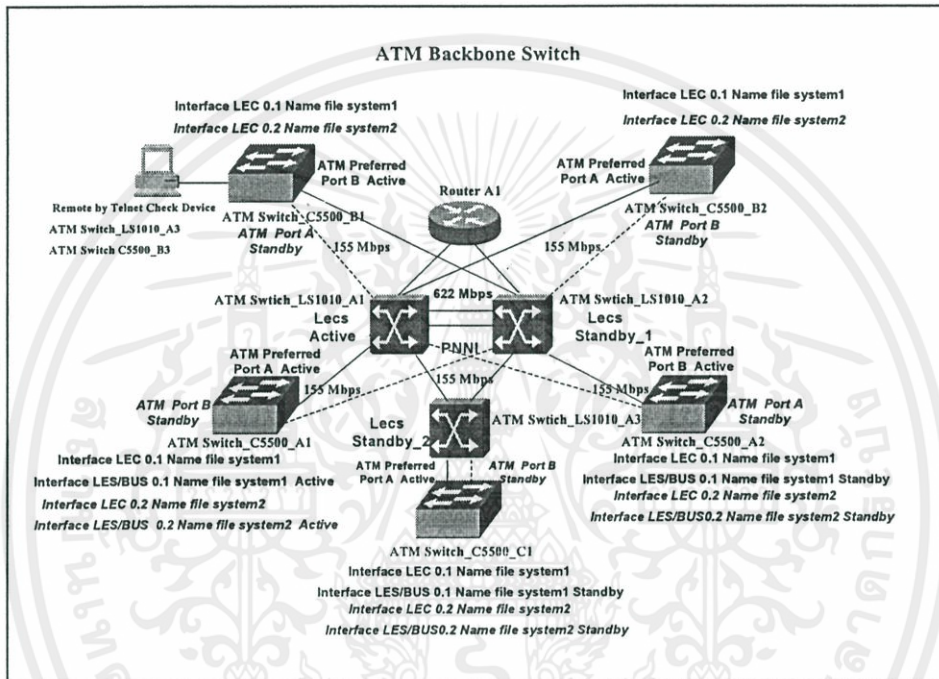 ATM Backbone Switch
Interface LEC 0.1 Name file system1
Interface LEC 0.2 Name file system2
Interface LEC 0.1 Name file system1
Interface LEC 0.2 Name file system2
ATM Preferred
Port B Active
Router A1
ATM Preferred
Port A Active
Remote by Telnet Check Device
ATM Switch_LS1010_A3
ATM Switch C5500_B3
ATM Switch_C5500_B1
ATM Port A
Standby
155 Mbps
155 Mbps
ATM Switch_C5500_B2
ATM Port B
Standby
ATM Swtich_LS1010_A1
Lecs
Active
622 Mbps
ATM Swtich_LS1010_A2
Lecs
Standby_1
PNNI
ATM Preferred
Port A Active
155 Mbps
155 Mbps
155 Mbps
ATM Preferred
Port B Active
ATM Port B
Standby
ATM Switch_C5500_A1
Interface LEC 0.1 Name file system1
Interface LES/BUS 0.1 Name file system1 Active
Interface LEC 0.2 Name file system2
Interface LES/BUS 0.2 Name file system2 Active
Lecs
Standby_2
ATM Swtich_LS1010_A3
ATM Preferred
Port A Active
ATM Port B
Standby
ATM Port A
Standby
ATM Switch_C5500_A2
Interface LEC 0.1 Name file system1
Interface LES/BUS 0.1 Name file system1 Standby
Interface LEC 0.2 Name file system2
Interface LES/BUS0.2 Name file system2 Standby
ATM Switch_C5500_C1
Interface LEC 0.1 Name file system1
Interface LES/BUS 0.1 Name file system1 Standby
Interface LEC 0.2 Name file system2
Interface LES/BUS0.2 Name file system2 Standby